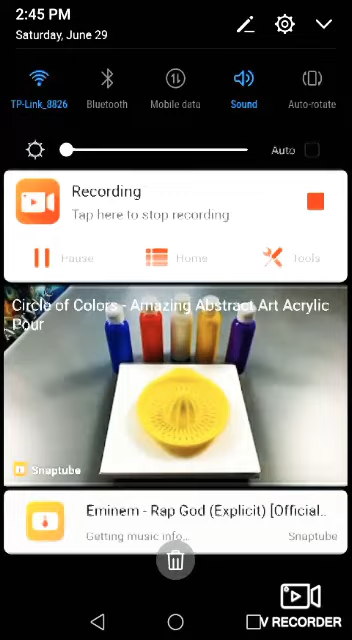 2:45 PM
Saturday, June 29
TP-Link_8826
Bluetooth
Mobile data
Sound
Auto-rotate
Auto
Recording
Tap here to stop recording
Pause
Home
Tools
Circle of Colors - Amazing Abstract Art Acrylic
Pour
Snaptube
Eminem - Rap God (Explicit) [Official..
Getting music info...
Snaptube
V RECORDER